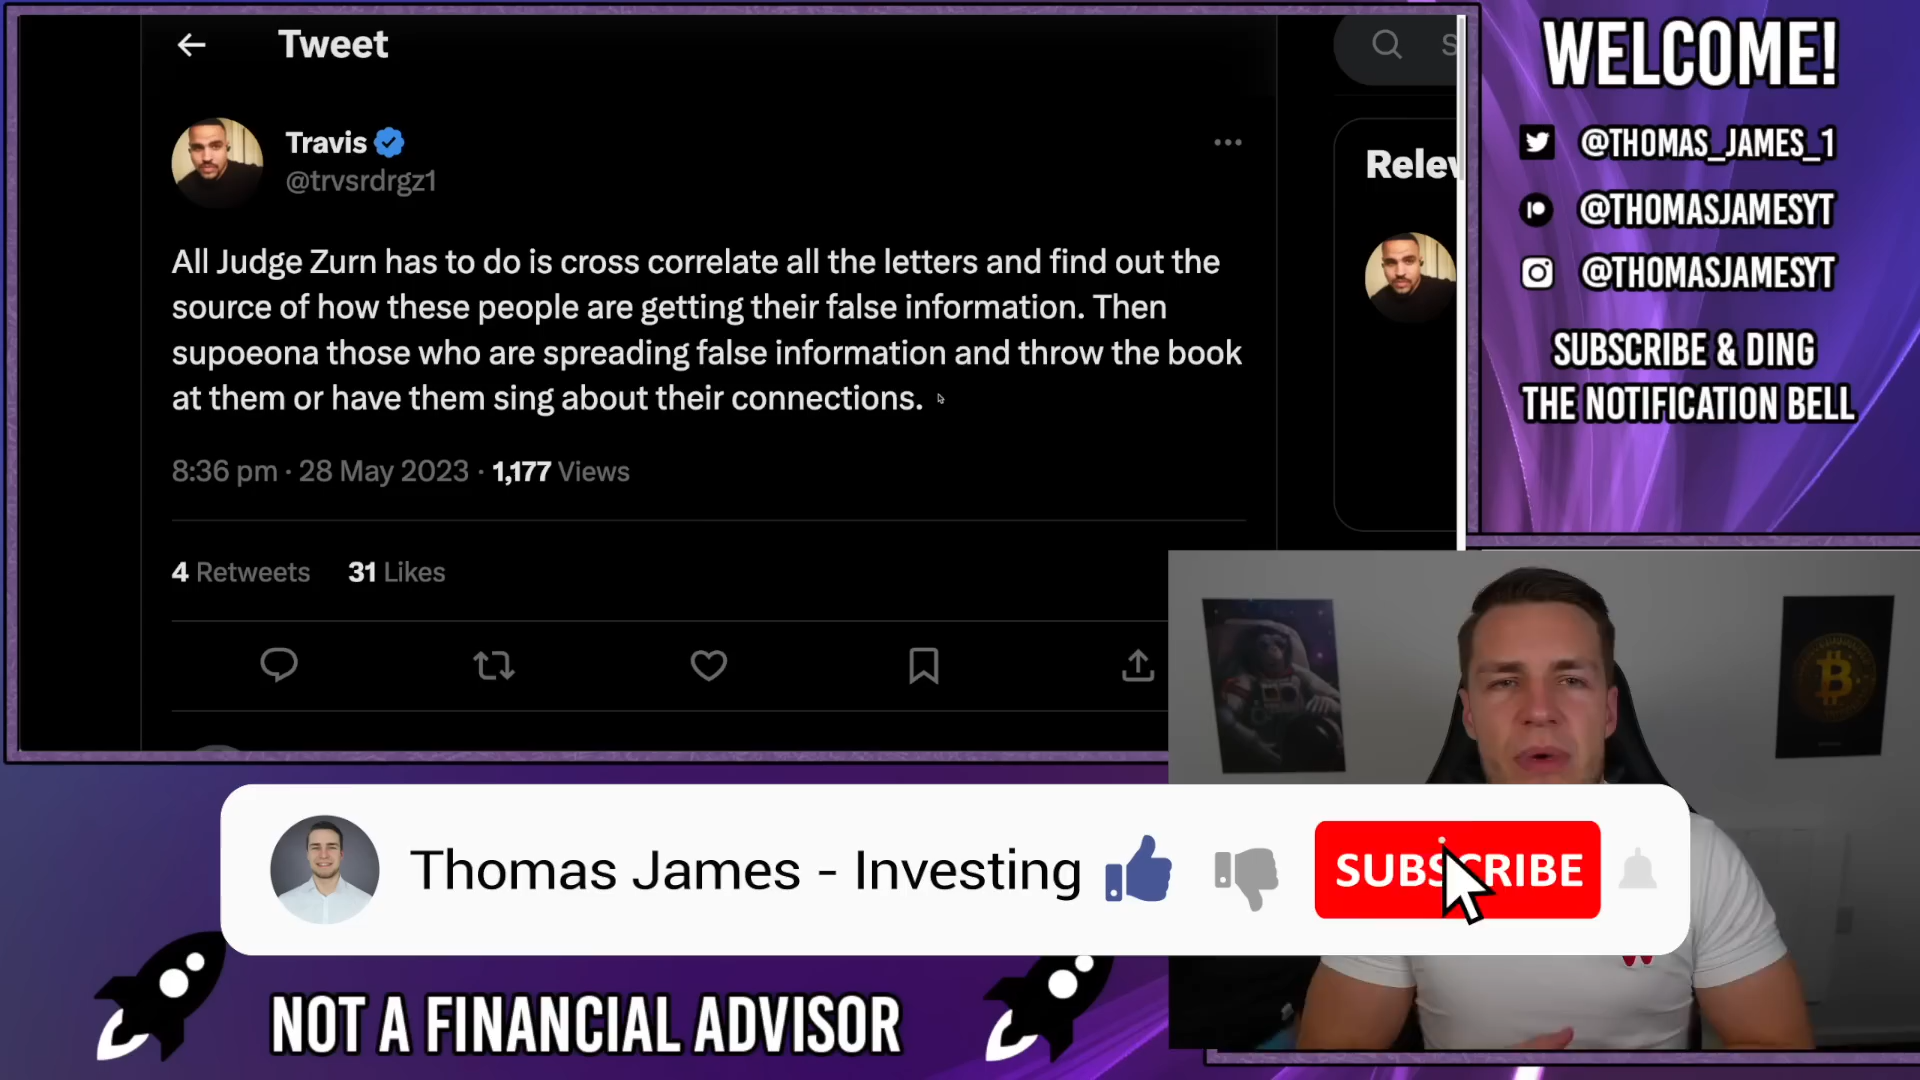 Tweet
S
Travis
@trvsrdrgz1
Relev
All Judge Zurn has to do is cross correlate all the letters and find out the
source of how these people are getting their false information. Then
supoeona those who are spreading false information and throw the book
at them or have them sing about their connections.
8:36 pm · 28 May 2023 · 1,177 Views
4 Retweets 31 Likes
WELCOME!
@THOMAS_JAMES_1
@THOMASJAMESYT
@THOMASJAMESYT
SUBSCRIBE & DING
THE NOTIFICATION BELL
Thomas James - Investing
SUBSCRIBE
NOT A FINANCIAL ADVISOR